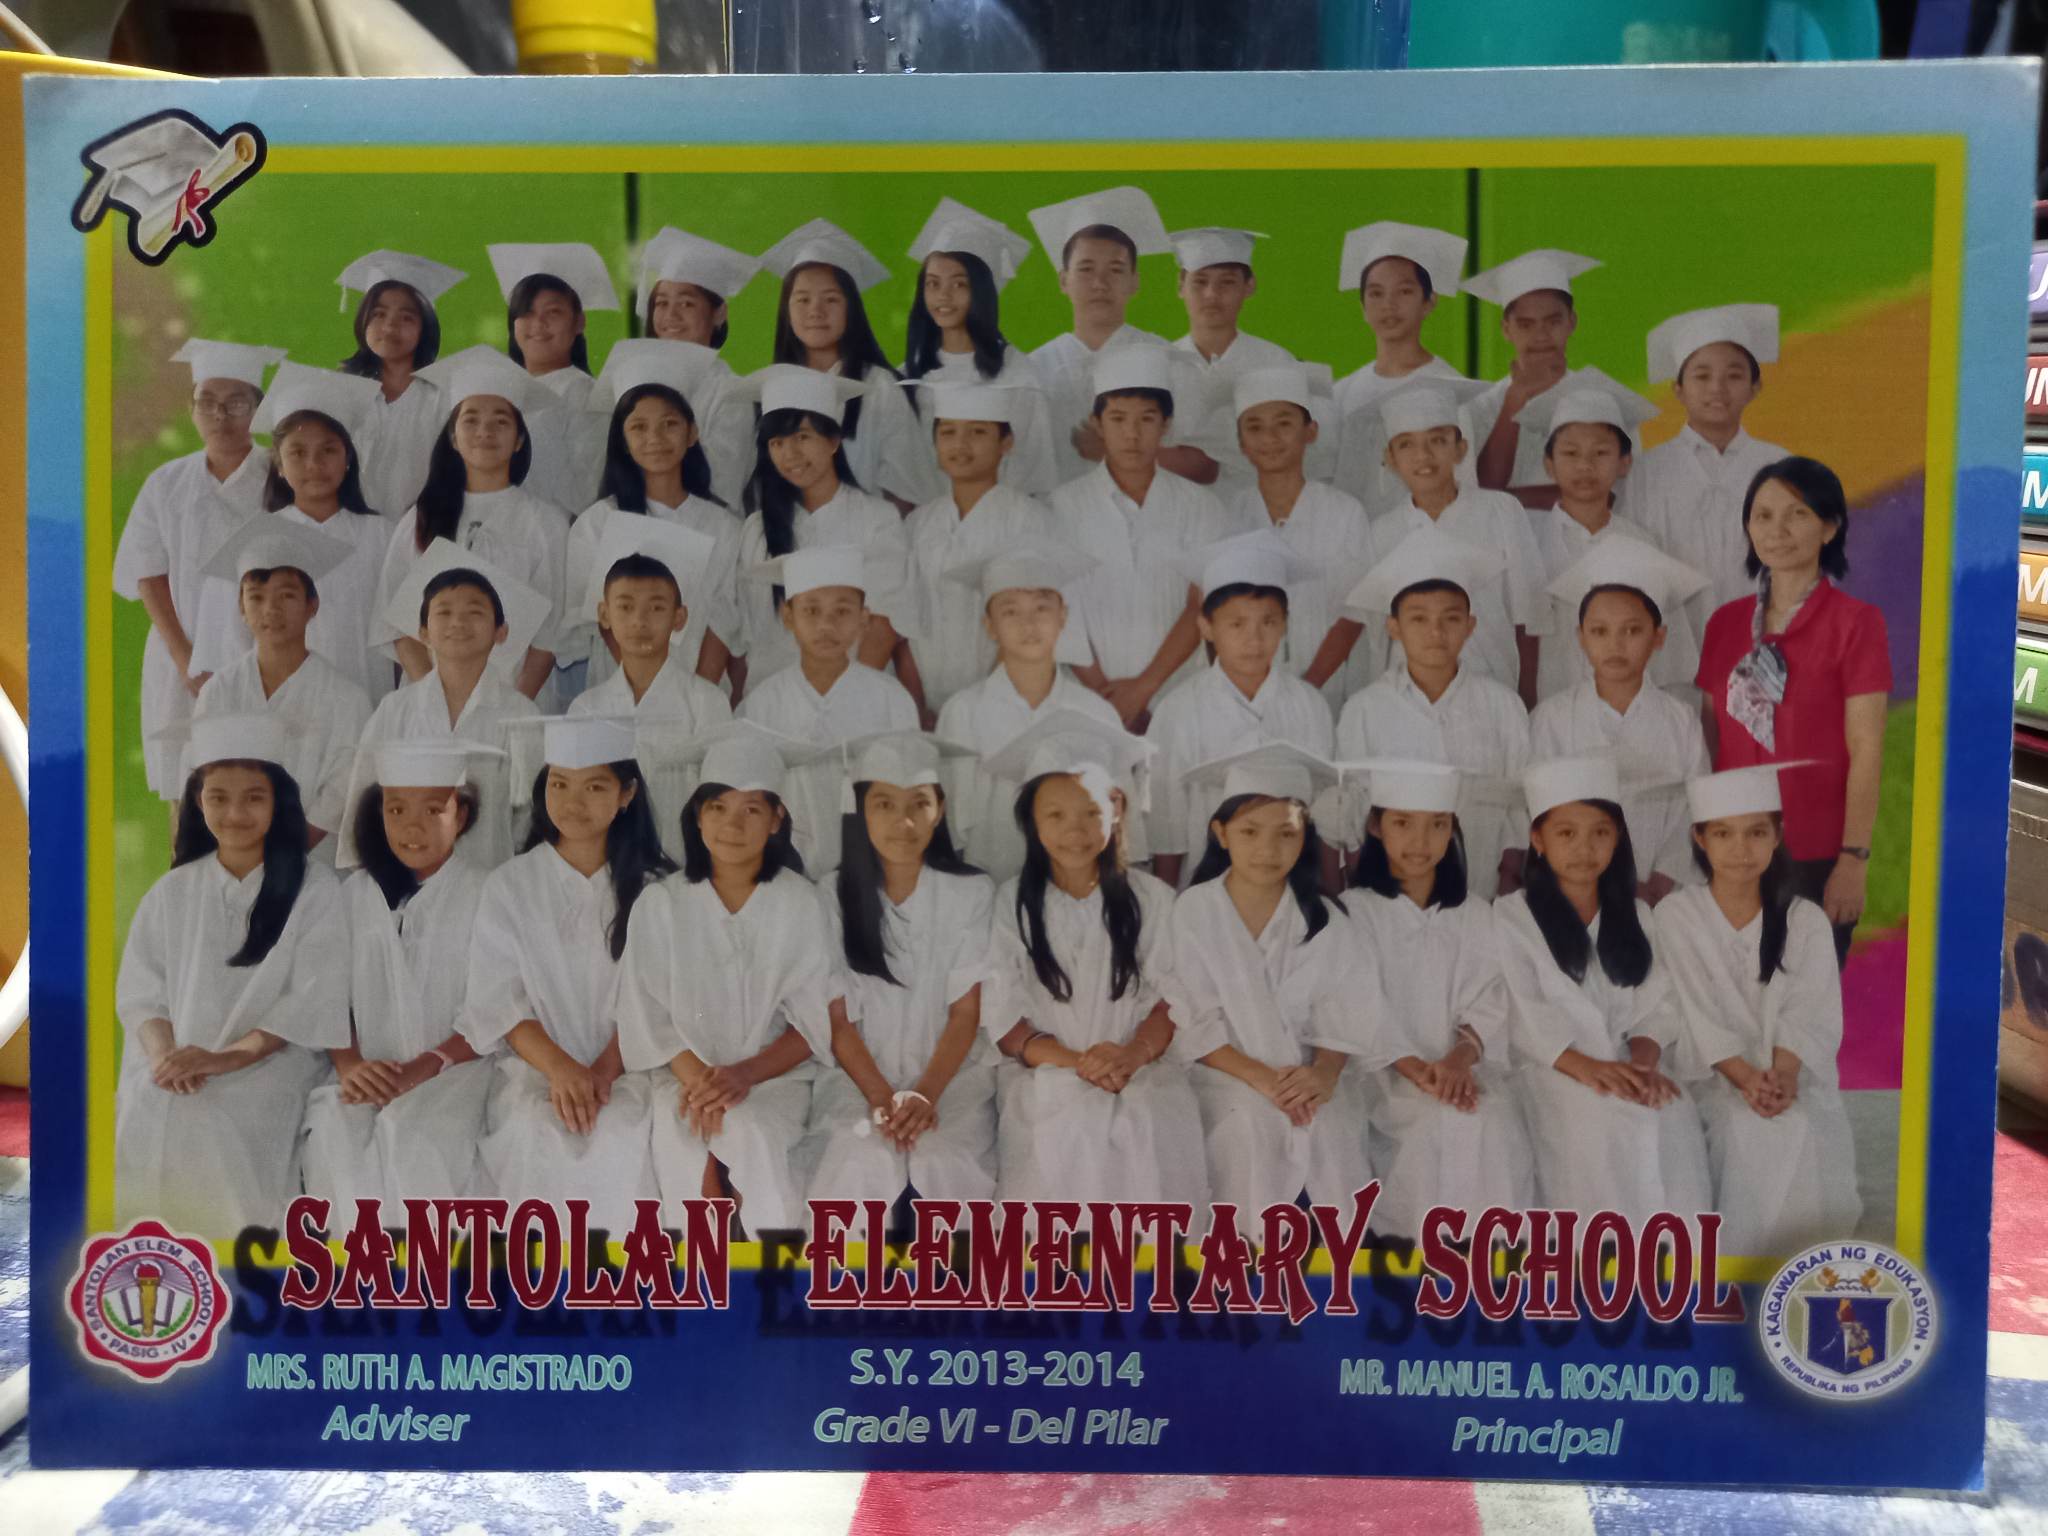 SANTOLAN ELEMENTARY SCHOOL
SANTOLAN ELEM. SCHOOL
PASIG - IV
KAGAWARAN NG EDUKASYON
REPUBLIKA NG PILIPINAS
MRS. RUTH A. MAGISTRADO
Adviser
S.Y. 2013-2014
Grade VI - Del Pilar
MR. MANUEL A. ROSALDO JR.
Principal